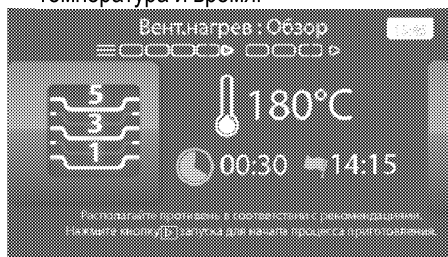 температура и время.
Вент.нагрев : Обзор
5
3
1
180°C
00:30 14:15
Располагайте противень в соответствии с рекомендациями.
Нажмите кнопку запуска для начала процесса приготовления.